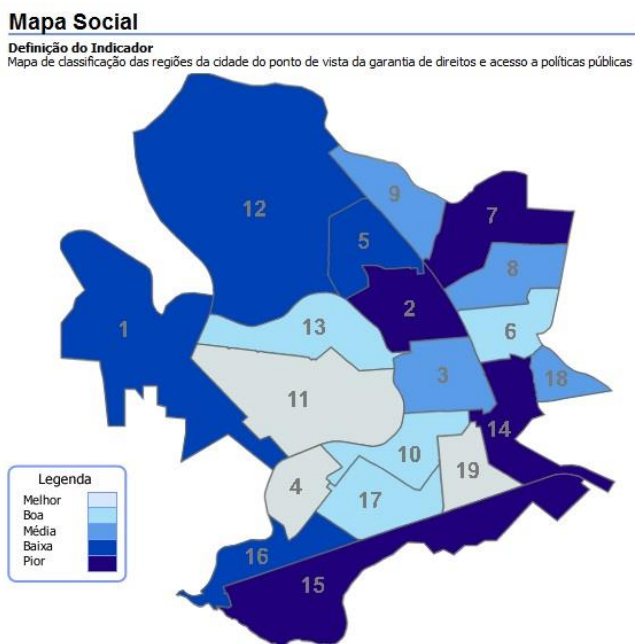 Mapa Social
Definição do Indicador
Mapa de classificação das regiões da cidade do ponto de vista da garantia de direitos e acesso a políticas públicas
9
7
12
5
8
2
1
13
6
3
18
11
14
10
19
4
17
16
15
Legenda
Melhor
Boa
Média
Baixa
Pior